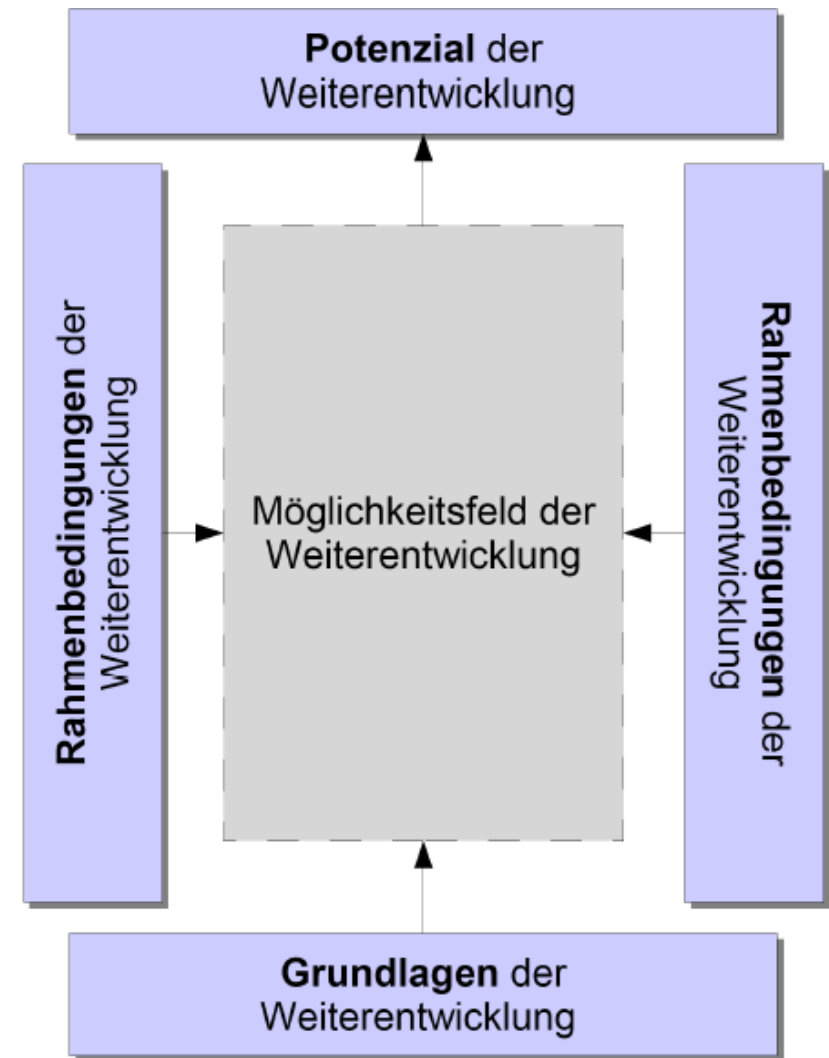 Potenzial der
Weiterentwicklung
Rahmenbedingungen der
Weiterentwicklung
Möglichkeitsfeld der
Weiterentwicklung
Rahmenbedingungen der
Weiterentwicklung
Grundlagen der
Weiterentwicklung